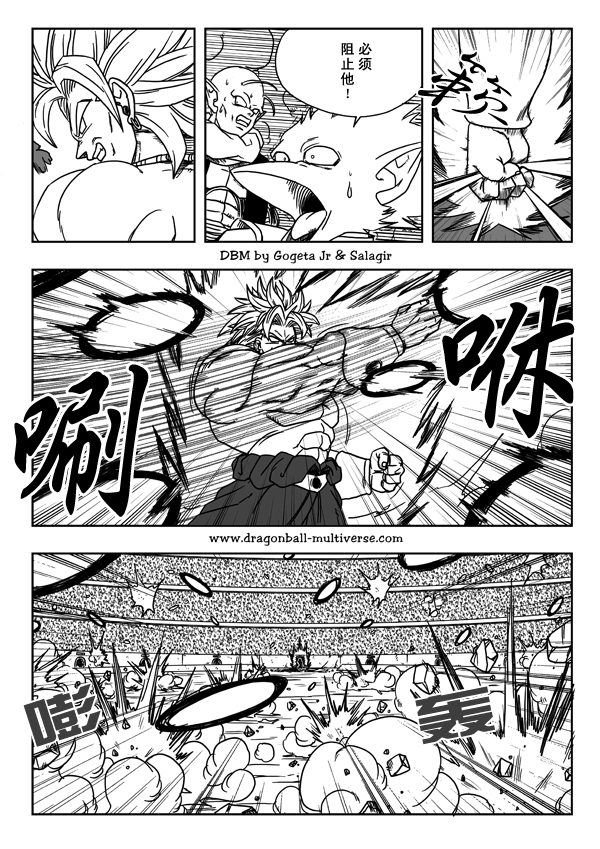 必须
阻止他！
DBM by Gogeta Jr & Salagir
唰
咻
www.dragonball-multiverse.com
嘭
轰